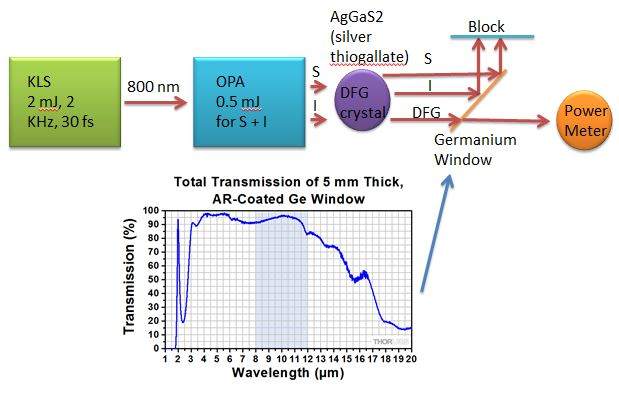 AgGaS2
(silver
thiogallate)
Block
KLS
2 mJ, 2
KHz, 30 fs
800 nm
OPA
0.5 mJ
for S + I
S
I
DFG
crystal
S
I
DFG
Power
Meter
Germanium
Window
Total Transmission of 5 mm Thick,
AR-Coated Ge Window
Transmission (%)
100
90
80
70
60
50
40
30
20
10
0
1 2 3 4 5 6 7 8 9 10 11 12 13 14 15 16 17 18 19 20
Wavelength (μm)